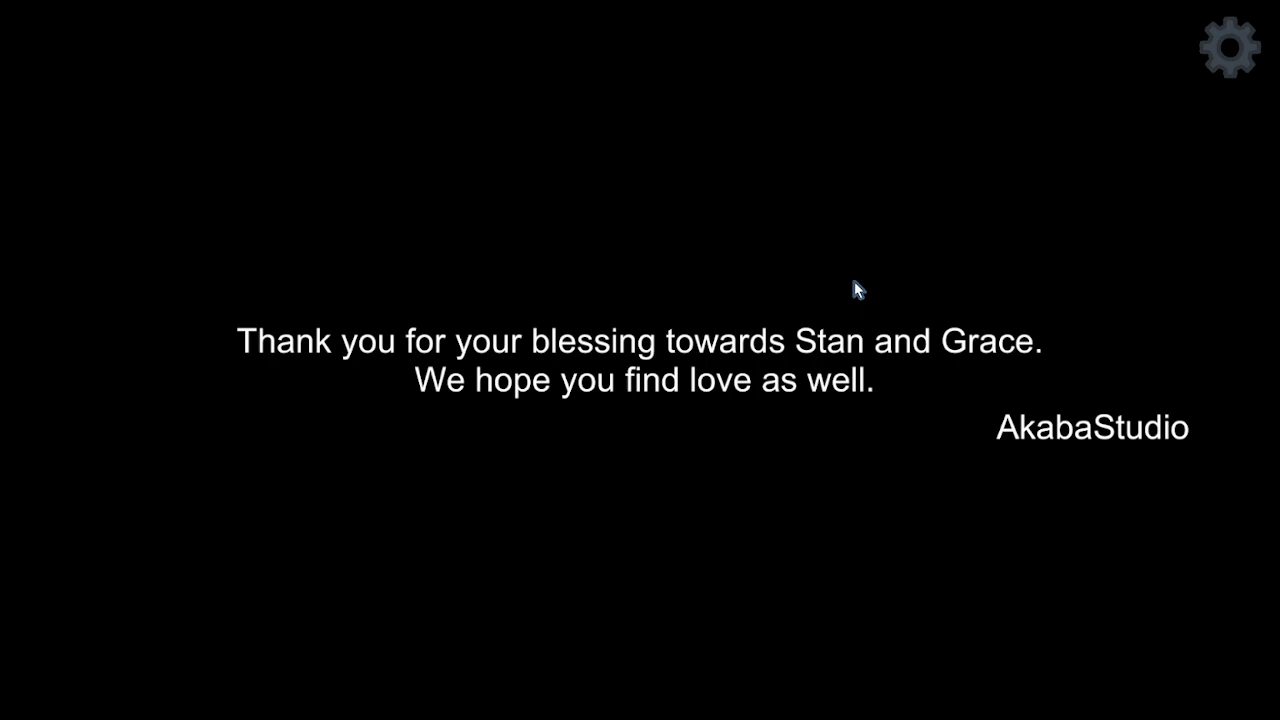 Thank you for your blessing towards Stan and Grace.
We hope you find love as well.
AkabaStudio